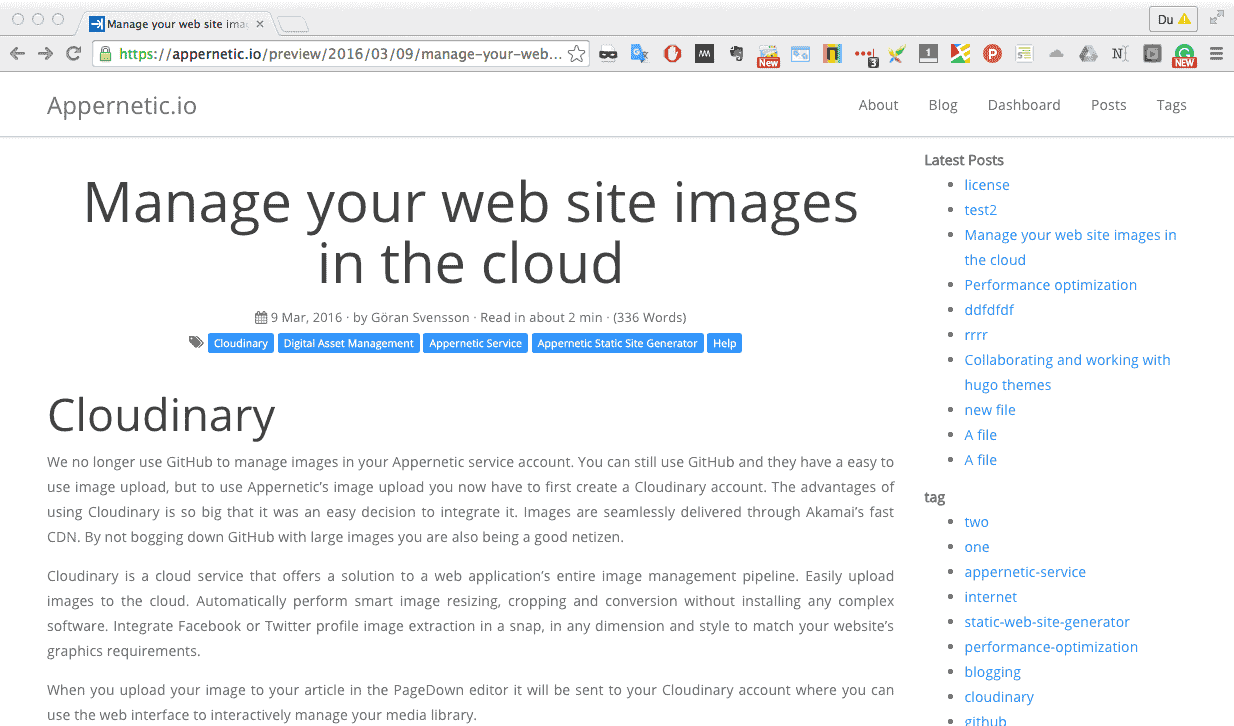 Manage your web site ima
Du
https://appernetic.io/preview/2016/03/09/manage-your-web...
New
3
1
NEW
Appernetic.io
About Blog Dashboard Posts Tags
Manage your web site images
in the cloud
9 Mar, 2016 · by Göran Svensson · Read in about 2 min · (336 Words)
Cloudinary Digital Asset Management Appernetic Service Appernetic Static Site Generator Help
Cloudinary
We no longer use GitHub to manage images in your Appernetic service account. You can still use GitHub and they have a easy to
use image upload, but to use Appernetic's image upload you now have to first create a Cloudinary account. The advantages of
using Cloudinary is so big that it was an easy decision to integrate it. Images are seamlessly delivered through Akamai's fast
CDN. By not bogging down GitHub with large images you are also being a good netizen.
Cloudinary is a cloud service that offers a solution to a web application's entire image management pipeline. Easily upload
images to the cloud. Automatically perform smart image resizing, cropping and conversion without installing any complex
software. Integrate Facebook or Twitter profile image extraction in a snap, in any dimension and style to match your website's
graphics requirements.
When you upload your image to your article in the PageDown editor it will be sent to your Cloudinary account where you can
use the web interface to interactively manage your media library.
Latest Posts
license
test2
Manage your web site images in
the cloud
Performance optimization
ddfdfdf
rrrr
Collaborating and working with
hugo themes
new file
A file
A file
tag
two
one
appernetic-service
internet
static-web-site-generator
performance-optimization
blogging
cloudinary
github